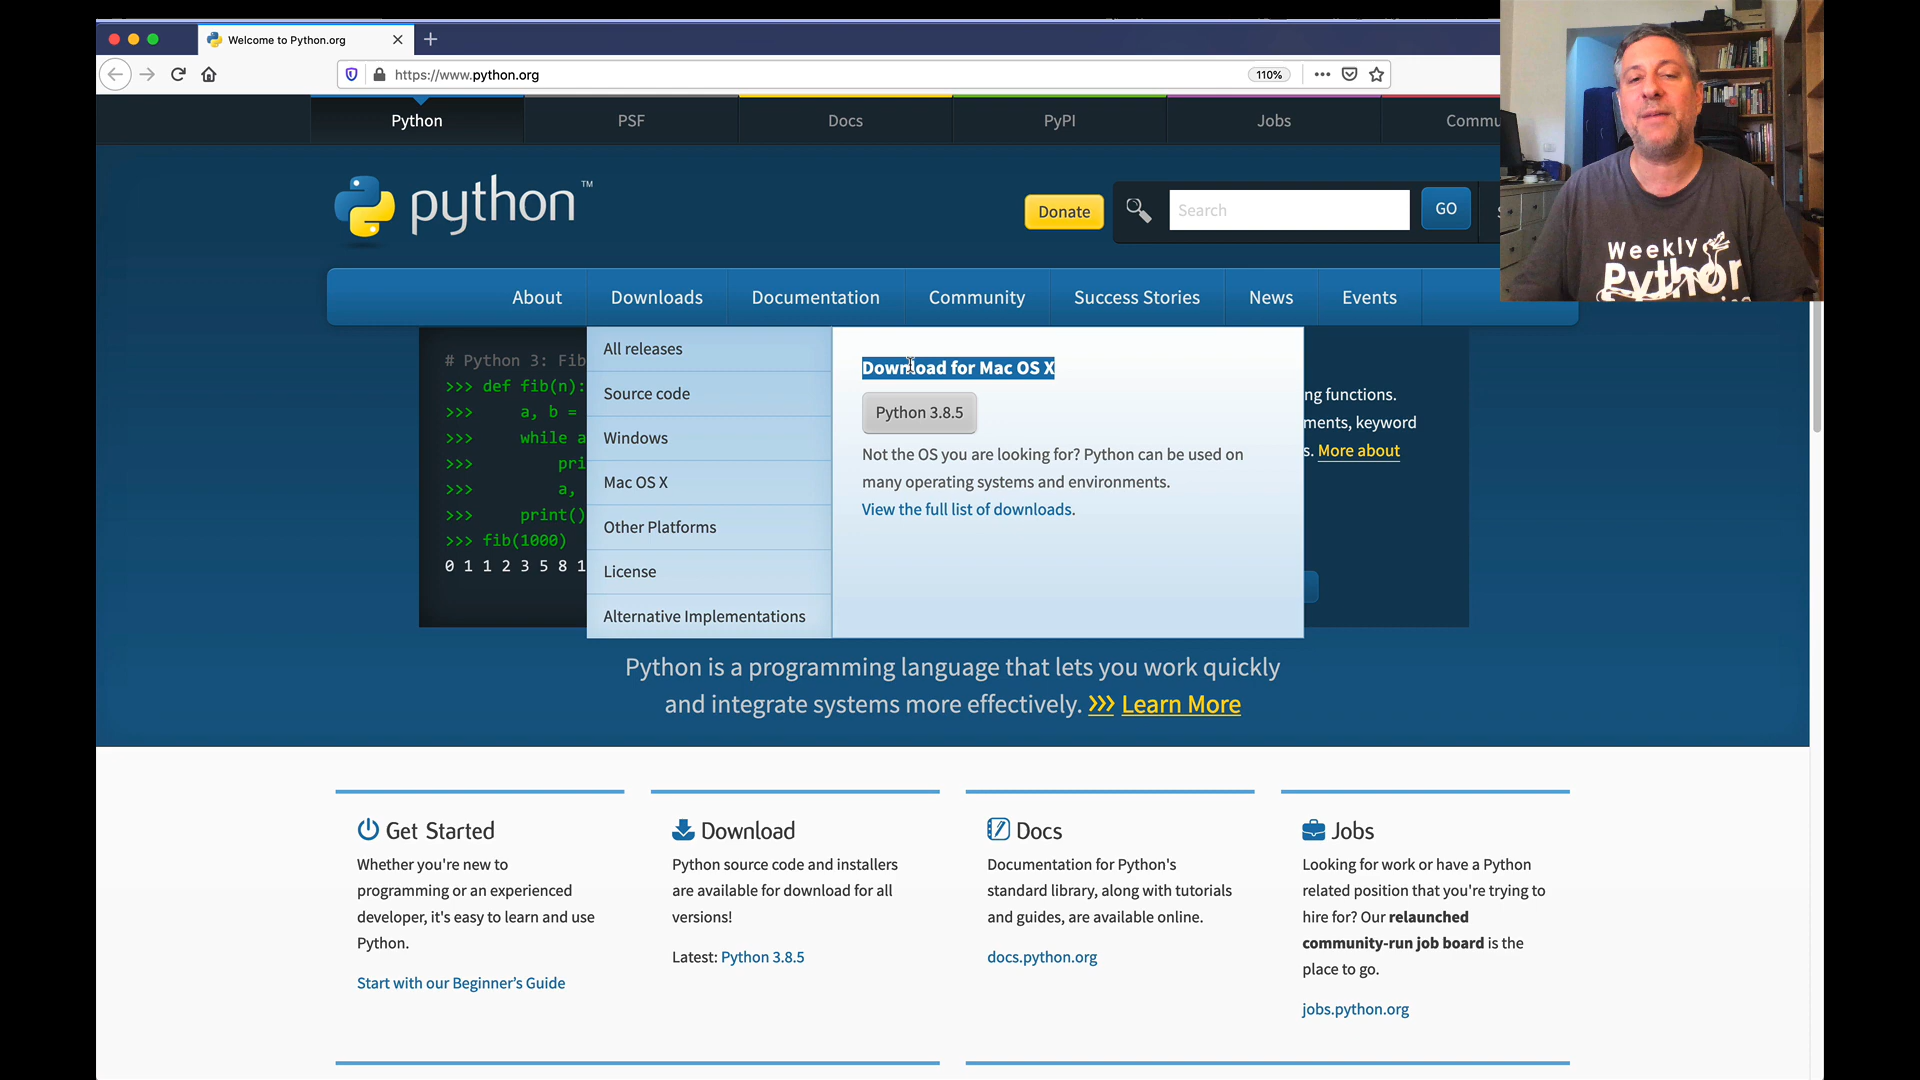 Welcome to Python.org
https://www.python.org
110%
Python
PSF
Docs
PyPI
Jobs
Commu
python™
Donate
Search
GO
About
Downloads
Documentation
Community
Success Stories
News
Events
Weekly
Python
# Python 3: Fib
>>> def fib(n):
>>> a, b =
>>> while a
>>> pri
>>> a,
>>> print()
>>> fib(1000)
0 1 1 2 3 5 8 1
All releases
Source code
Windows
Mac OS X
Other Platforms
License
Alternative Implementations
Download for Mac OS X
Python 3.8.5
Not the OS you are looking for? Python can be used on
many operating systems and environments.
View the full list of downloads.
ng functions.
ments, keyword
s. More about
Python is a programming language that lets you work quickly
and integrate systems more effectively. >>> Learn More
Get Started
Whether you're new to
programming or an experienced
developer, it's easy to learn and use
Python.
Start with our Beginner's Guide
Download
Python source code and installers
are available for download for all
versions!
Latest: Python 3.8.5
Docs
Documentation for Python's
standard library, along with tutorials
and guides, are available online.
docs.python.org
Jobs
Looking for work or have a Python
related position that you're trying to
hire for? Our relaunched
community-run job board is the
place to go.
jobs.python.org